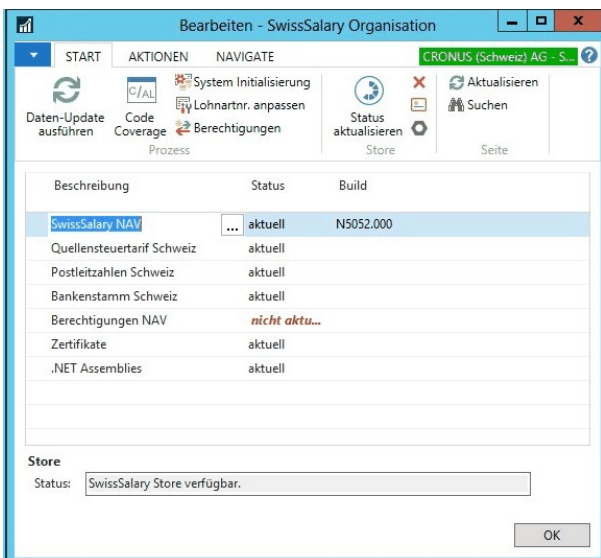 Bearbeiten - SwissSalary Organisation
START AKTIONEN NAVIGATE CRONUS (Schweiz) AG - S...
Daten-Update ausführen
Code Coverage
System Initialisierung
Lohnartnr. anpassen
Berechtigungen
Prozess
Status aktualisieren
Store
Aktualisieren
Suchen
Seite
Beschreibung Status Build
SwissSalary NAV ... aktuell N5052.000
Quellensteuertarif Schweiz aktuell
Postleitzahlen Schweiz aktuell
Bankenstamm Schweiz aktuell
Berechtigungen NAV nicht aktu...
Zertifikate aktuell
.NET Assemblies aktuell
Store
Status: SwissSalary Store verfügbar.
OK